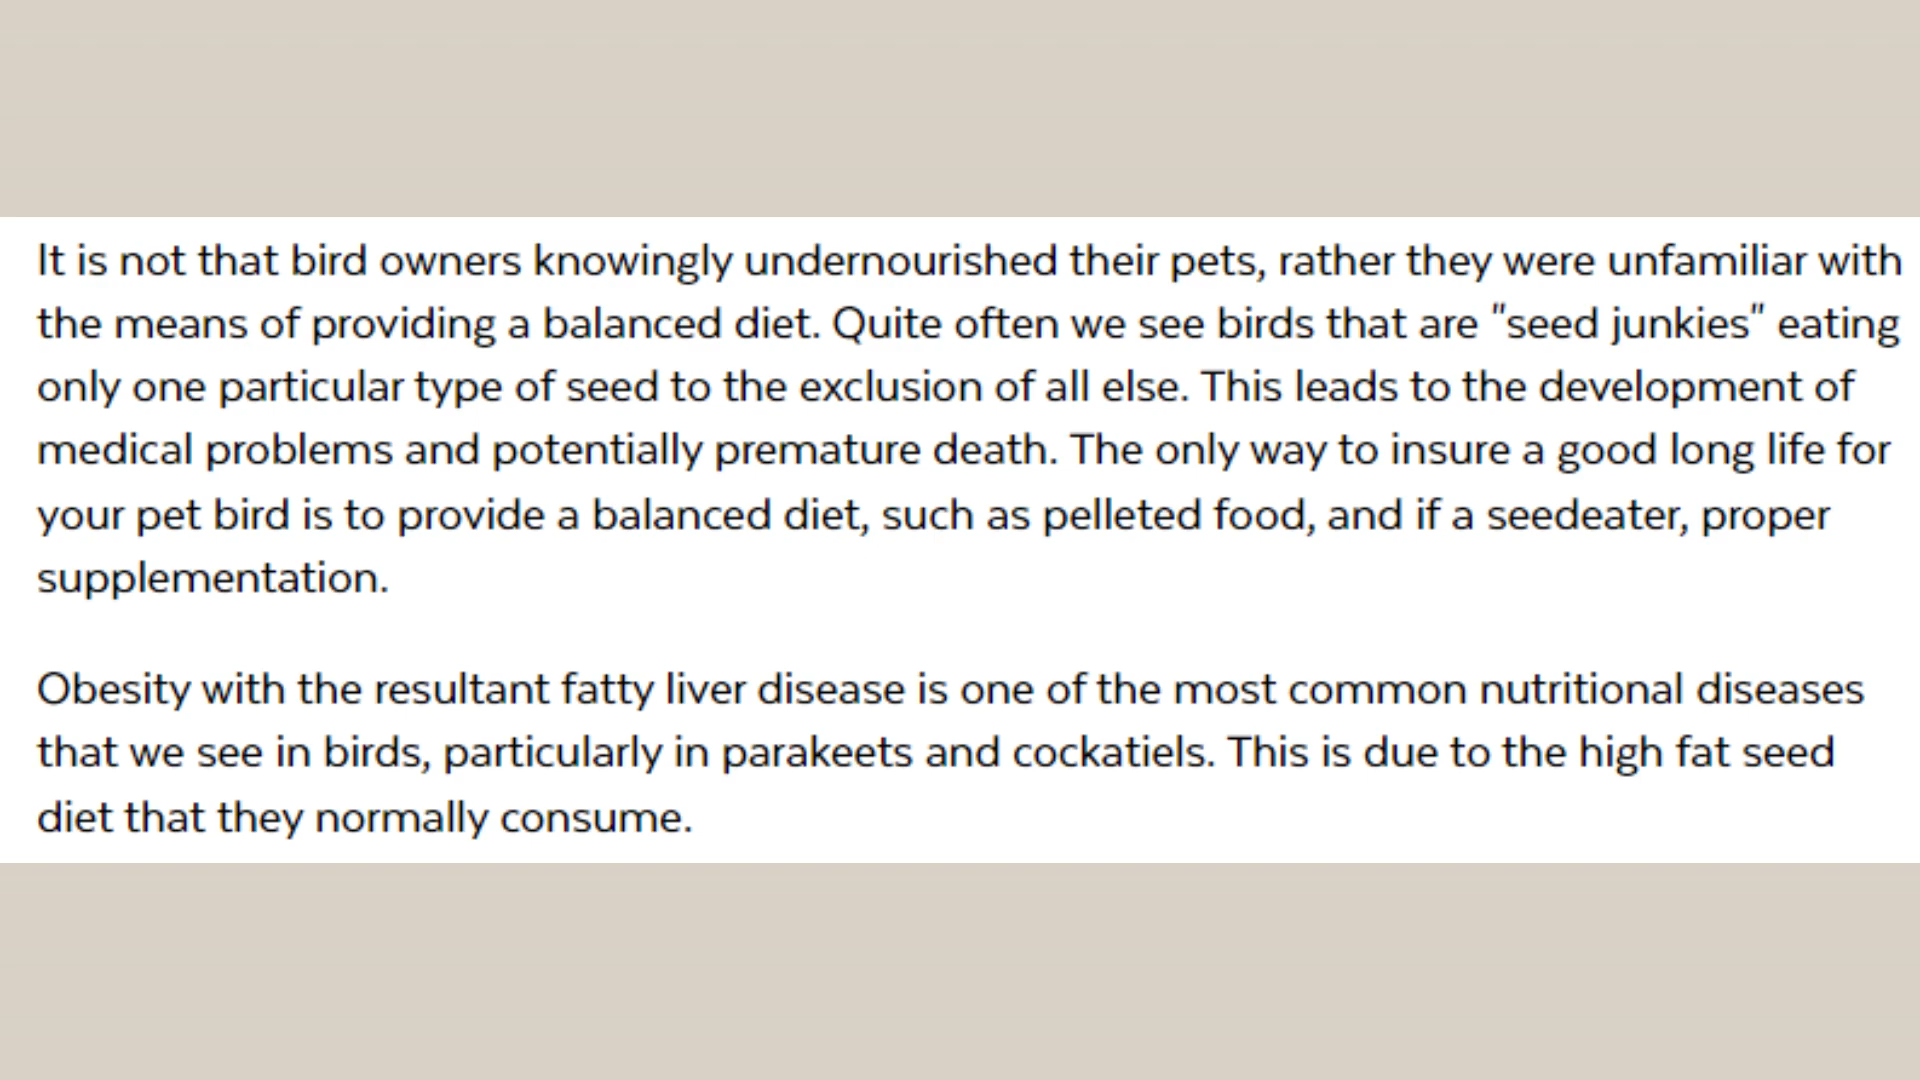 It is not that bird owners knowingly undernourished their pets, rather they were unfamiliar with
the means of providing a balanced diet. Quite often we see birds that are "seed junkies" eating
only one particular type of seed to the exclusion of all else. This leads to the development of
medical problems and potentially premature death. The only way to insure a good long life for
your pet bird is to provide a balanced diet, such as pelleted food, and if a seedeater, proper
supplementation.
Obesity with the resultant fatty liver disease is one of the most common nutritional diseases
that we see in birds, particularly in parakeets and cockatiels. This is due to the high fat seed
diet that they normally consume.